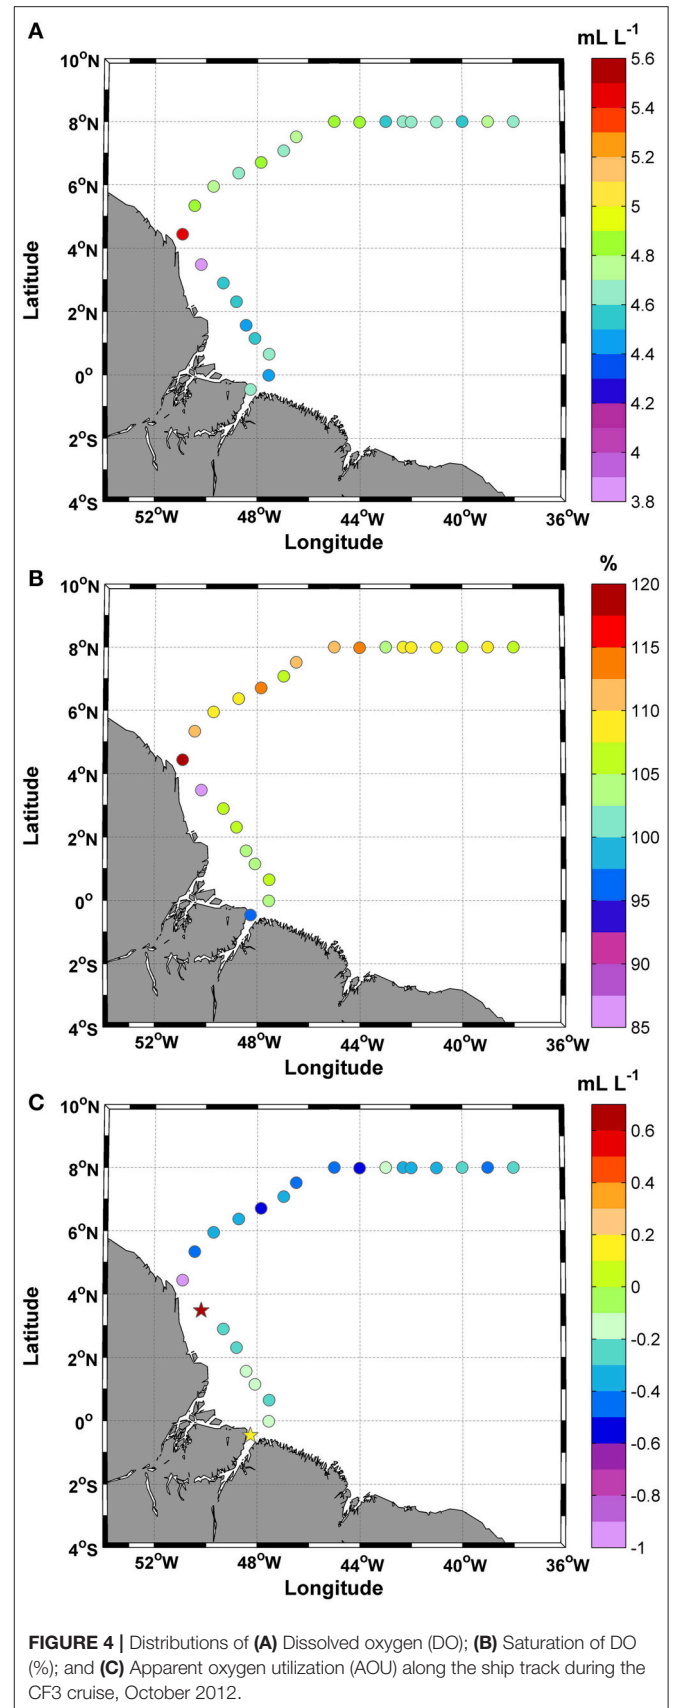 A
mL L-1
10°N
8°N
6°N
4°N
2°N
0°
2°S
4°S
Latitude
52°W
48°W
44°W
40°W
36°W
Longitude
5.6
5.4
5.2
5
4.8
4.6
4.4
4.2
4
3.8
B
%
10°N
8°N
6°N
4°N
2°N
0°
2°S
4°S
Latitude
52°W
48°W
44°W
40°W
36°W
Longitude
120
115
110
105
100
95
90
85
C
mL L-1
10°N
8°N
6°N
4°N
2°N
0°
2°S
4°S
Latitude
52°W
48°W
44°W
40°W
36°W
Longitude
0.6
0.4
0.2
0
-0.2
-0.4
-0.6
-0.8
-1
FIGURE 4 | Distributions of (A) Dissolved oxygen (DO); (B) Saturation of DO
(%); and (C) Apparent oxygen utilization (AOU) along the ship track during the
CF3 cruise, October 2012.